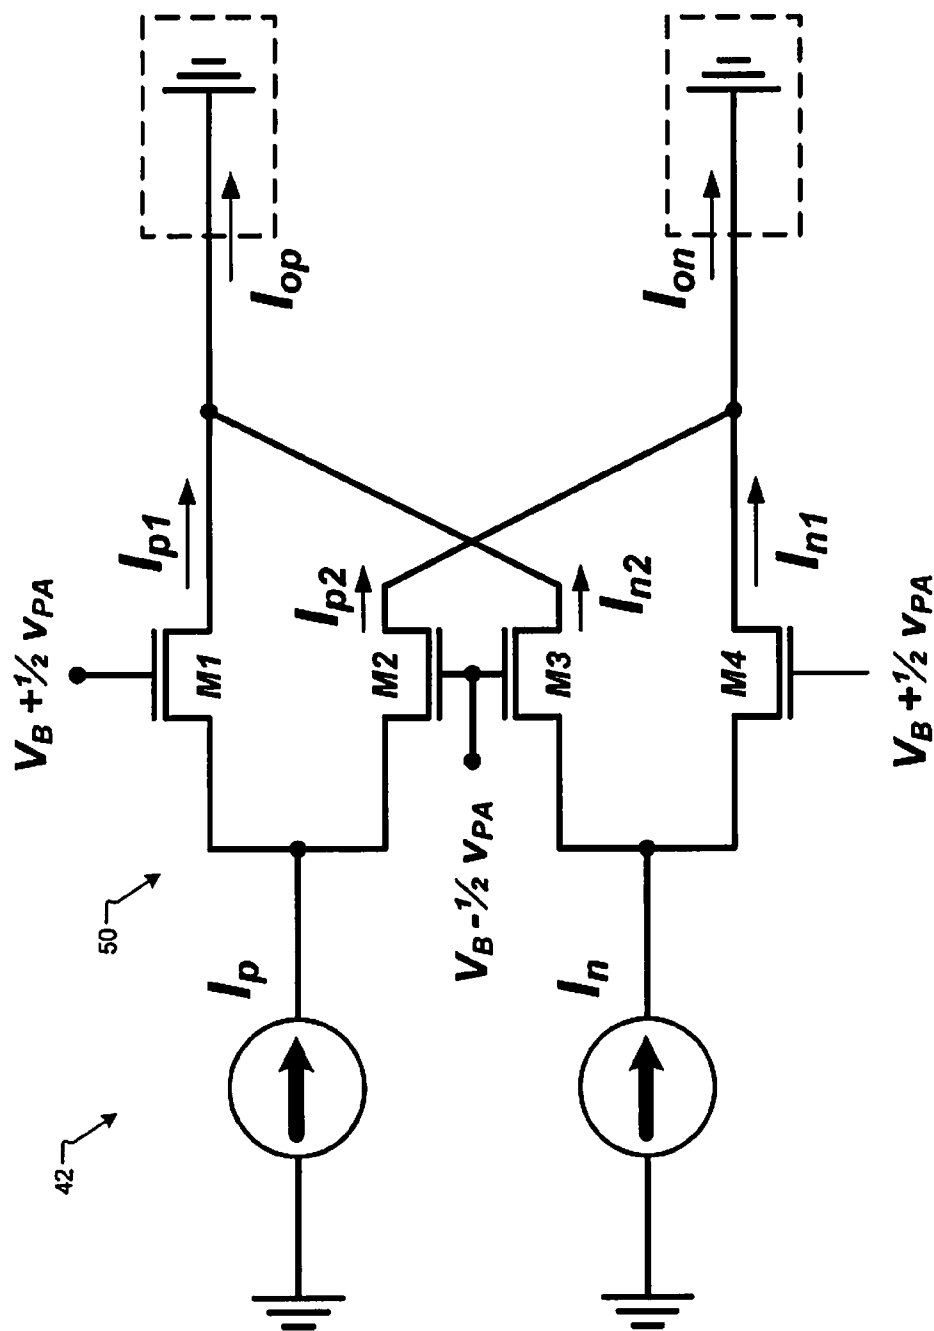 I_op
I_on
I_p1
I_p2
I_n2
I_n1
V_B + ½ v_PA
M1
M2
M3
M4
V_B + ½ v_PA
V_B - ½ v_PA
50
I_p
I_n
42